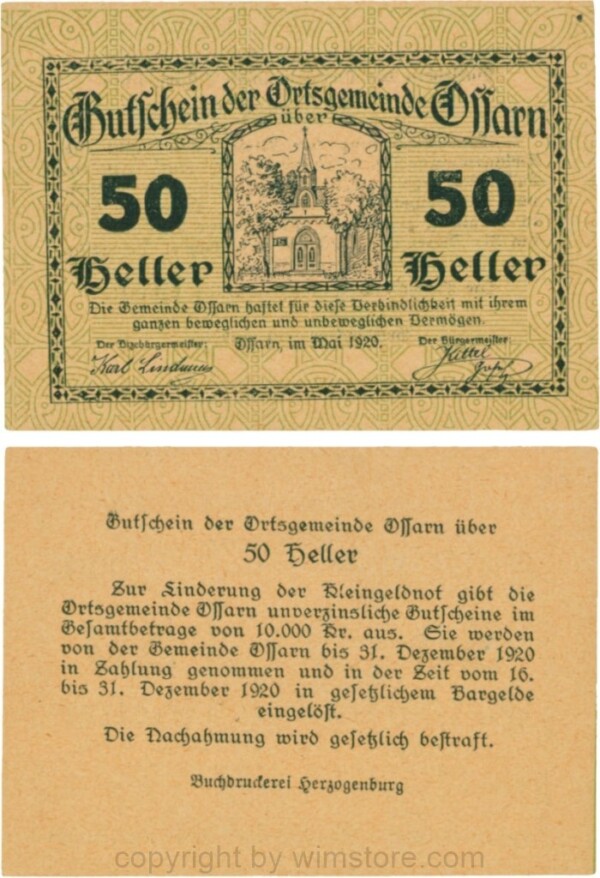 Gutschein der Ortsgemeinde Ossarn
über
50 50
Heller Heller
Die Gemeinde Ossarn haftet für diese Verbindlichkeit mit ihrem
ganzen beweglichen und unbeweglichen Vermögen.
Der Vizebürgermeister: Ossarn, im Mai 1920. Der Bürgermeister
Karl
Gutschein der Ortsgemeinde Ossarn über
50 Heller
Zur Linderung der Kleingeldnot gibt die
Ortsgemeinde Ossarn unverzinsliche Gutscheine im
Gesamtbetrage von 10.000 Kr. aus. Sie werden
von der Gemeinde Ossarn bis 31. Dezember 1920
in Zahlung genommen und in der Zeit vom 16.
bis 31. Dezember 1920 in gesetzlichem Bargelde
eingelöst.
Die Nachahmung wird gesetzlich bestraft.
Buchdruckerei Herzogenburg
copyright by wimstore.com